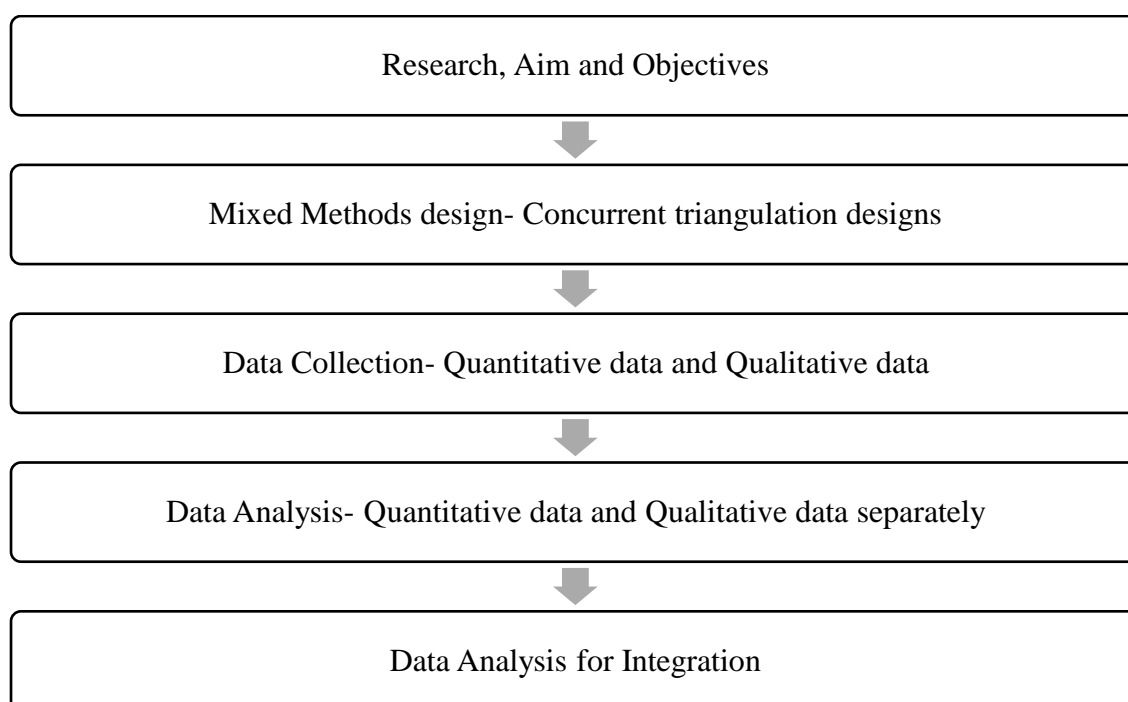 Research, Aim and Objectives
Mixed Methods design- Concurrent triangulation designs
Data Collection- Quantitative data and Qualitative data
Data Analysis- Quantitative data and Qualitative data separately
Data Analysis for Integration